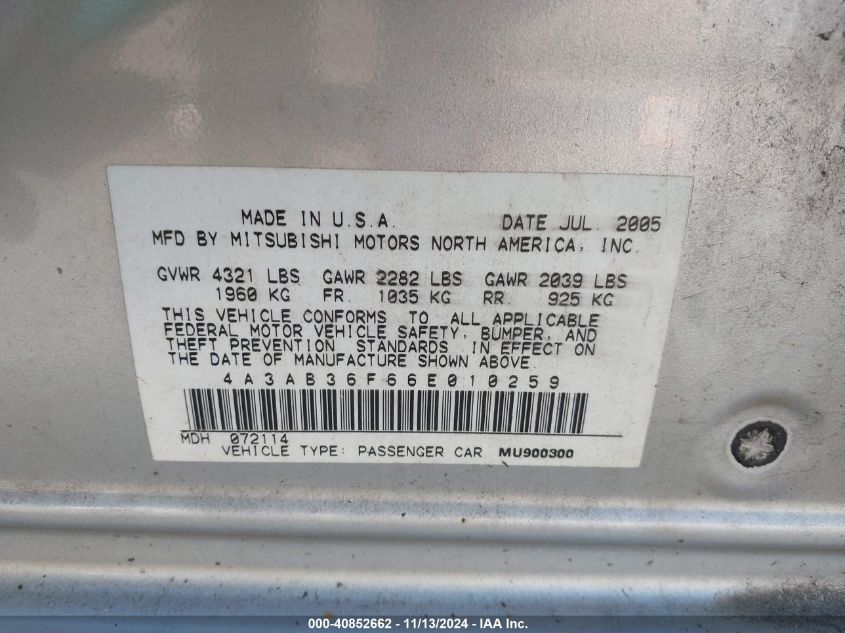 MADE IN U.S.A. DATE JUL. 2005
MFD BY MITSUBISHI MOTORS NORTH AMERICA, INC.
GVWR 4321 LBS GAWR 2282 LBS GAWR 2039 LBS
1960 KG FR. 1035 KG RR. 925 KG
THIS VEHICLE CONFORMS TO ALL APPLICABLE
FEDERAL MOTOR VEHICLE SAFETY, BUMPER, AND
THEFT PREVENTION STANDARDS IN EFFECT ON
THE DATE OF MANUFACTURE SHOWN ABOVE.
4A3AB36F66E010259
MDH 072114
VEHICLE TYPE: PASSENGER CAR MU900300
000-40852662 - 11/13/2024 - IAA Inc.